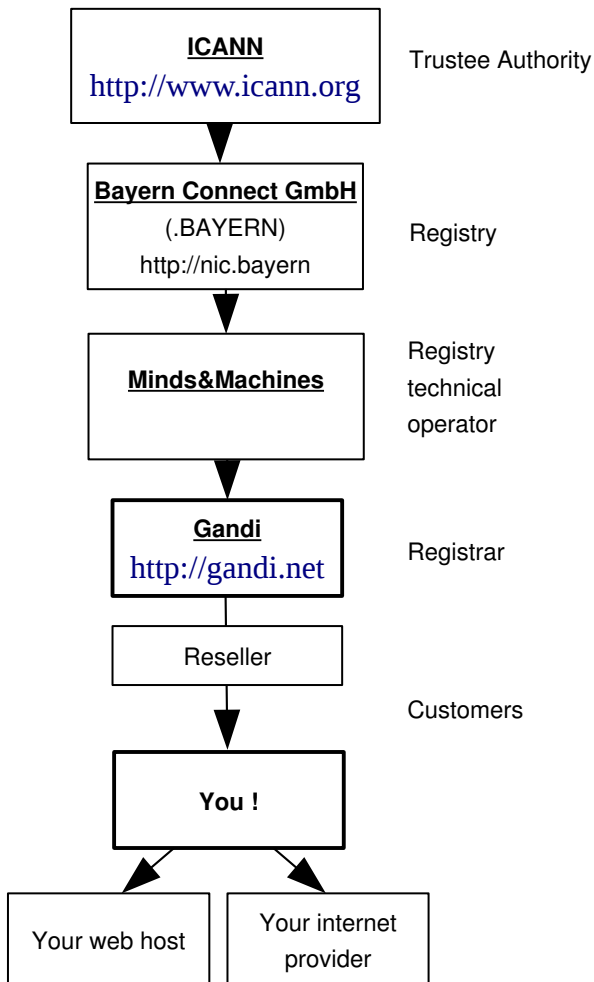 ICANN
http://www.icann.org
Trustee Authority
Bayern Connect GmbH
(.BAYERN)
http://nic.bayern
Registry
Minds&Machines
Registry
technical
operator
Gandi
http://gandi.net
Registrar
Reseller
Customers
You !
Your web host
Your internet
provider